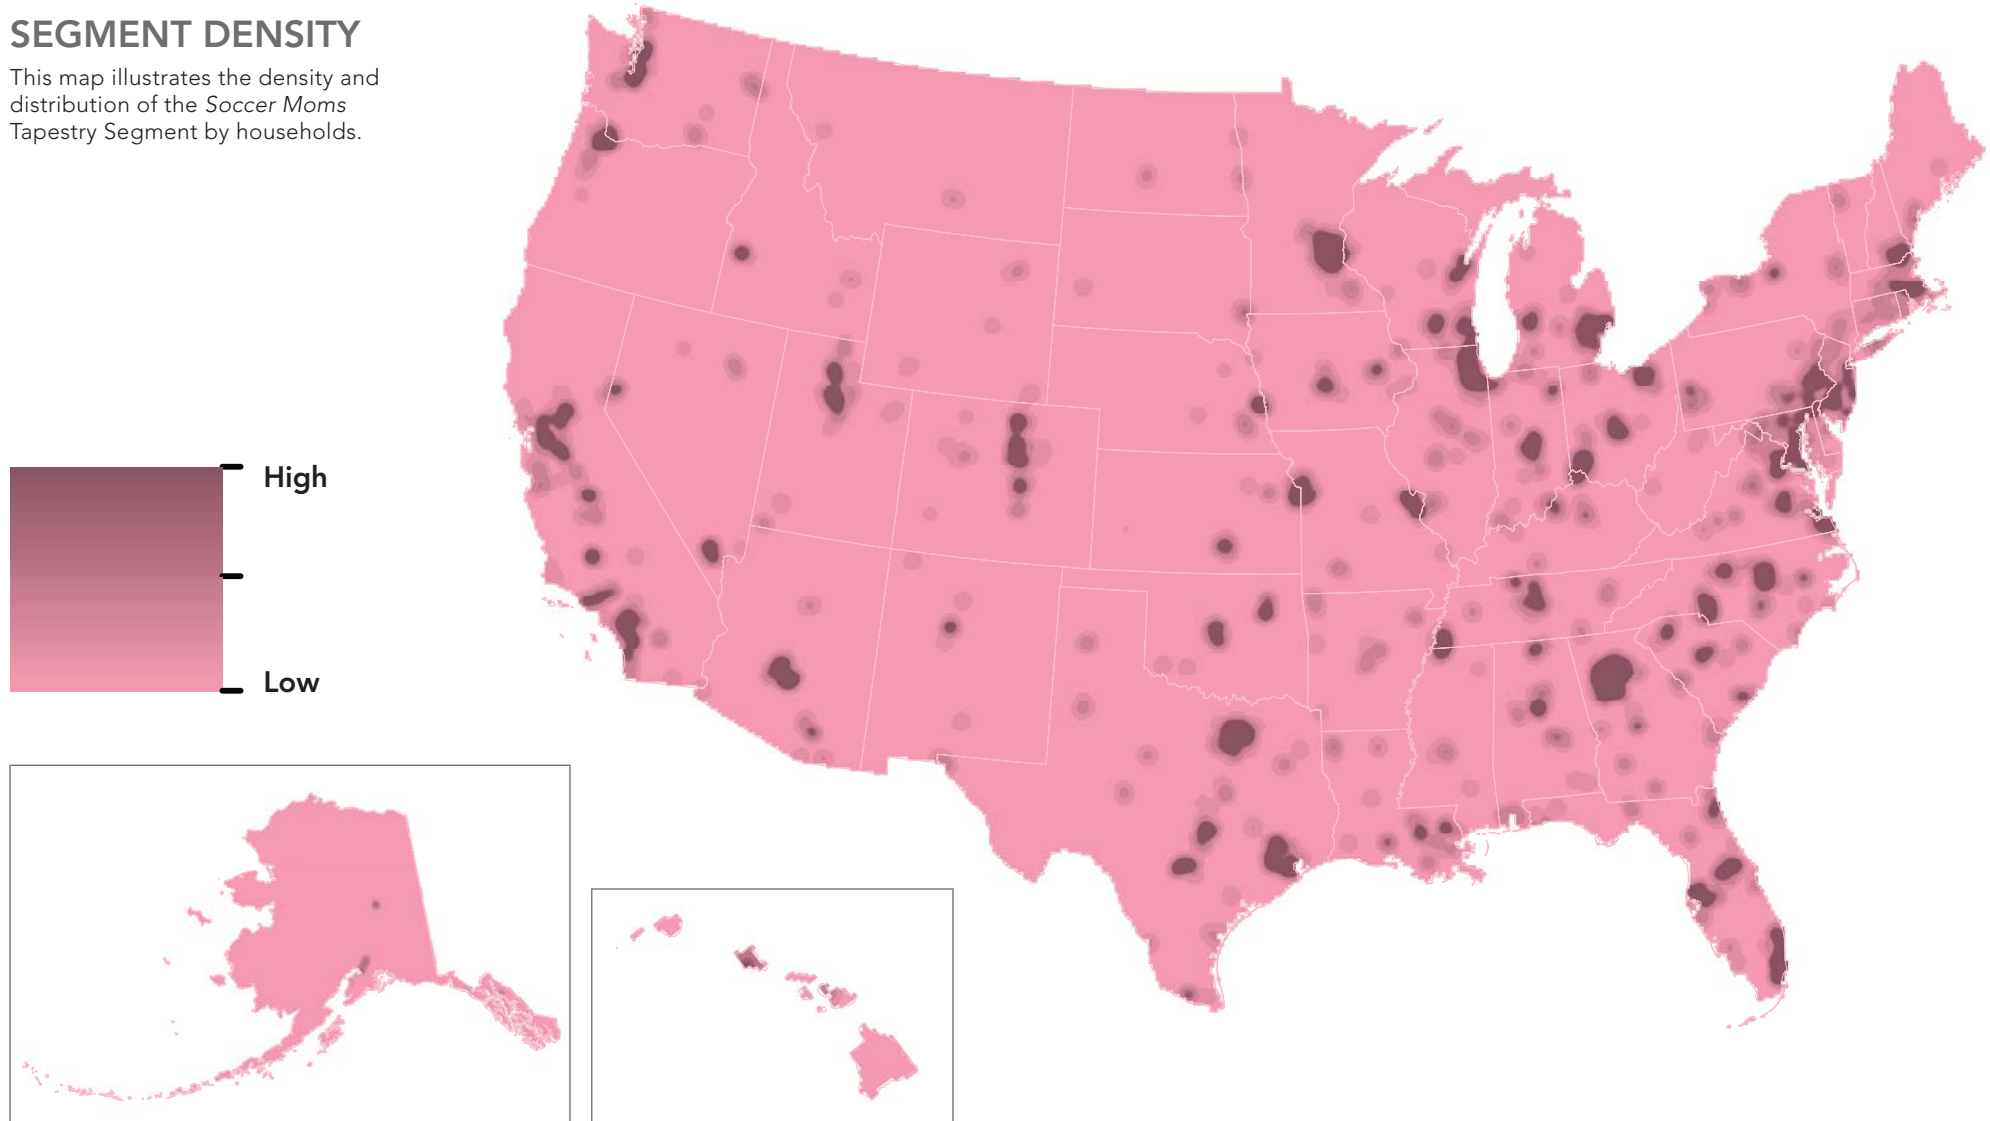 SEGMENT DENSITY
This map illustrates the density and
distribution of the Soccer Moms
Tapestry Segment by households.
High
Low